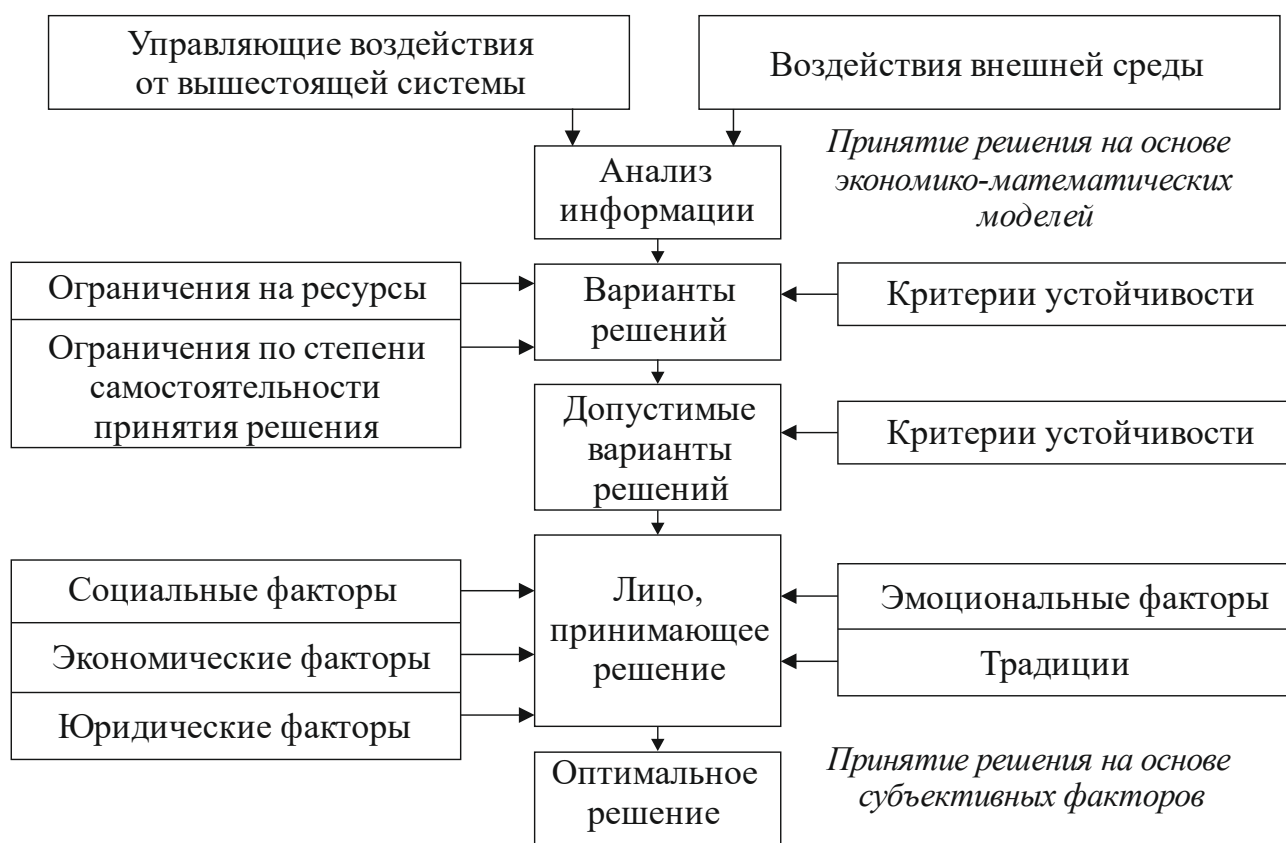 Управляющие воздействия
от вышестоящей системы
Воздействия внешней среды
Анализ
информации
Принятие решения на основе
экономико-математических
моделей
Ограничения на ресурсы
Ограничения по степени
самостоятельности
принятия решения
Варианты
решений
Критерии устойчивости
Допустимые
варианты
решений
Критерии устойчивости
Социальные факторы
Экономические факторы
Юридические факторы
Лицо,
принимающее
решение
Эмоциональные факторы
Традиции
Оптимальное
решение
Принятие решения на основе
субъективных факторов